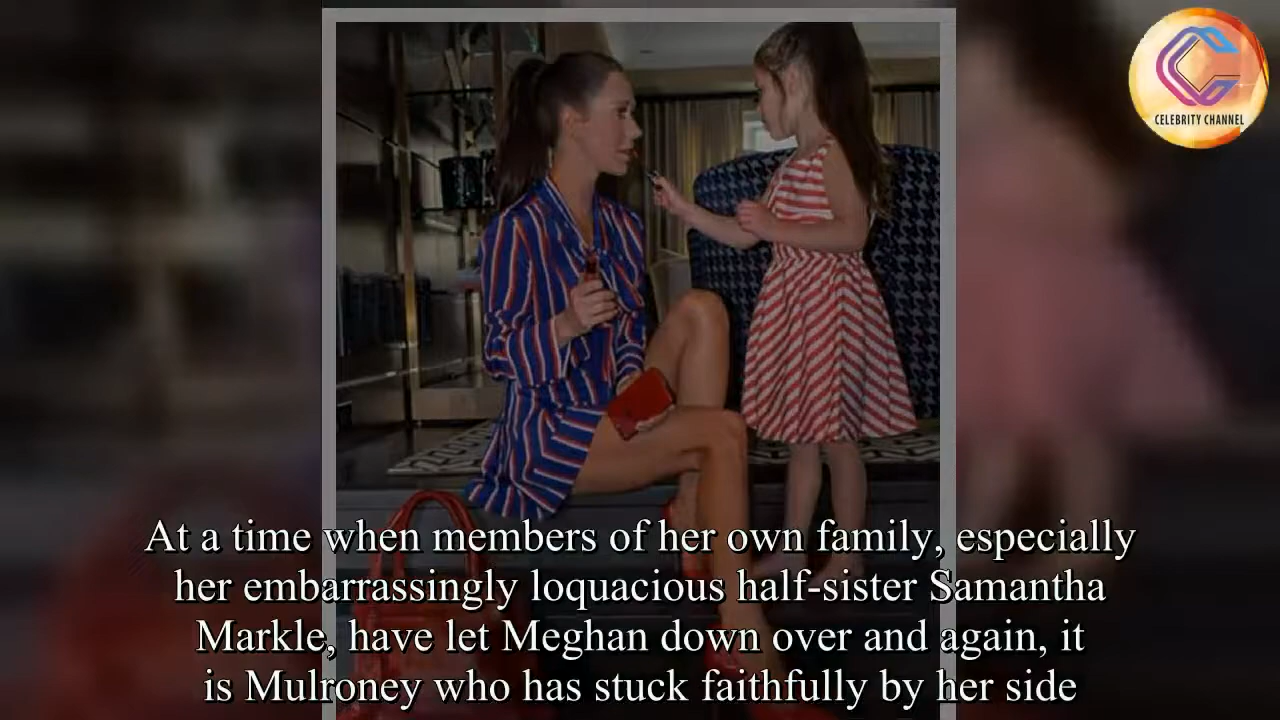 CELEBRITY CHANNEL
At a time when members of her own family, especially
her embarrassingly loquacious half-sister Samantha
Markle, have let Meghan down over and again, it
is Mulroney who has stuck faithfully by her side